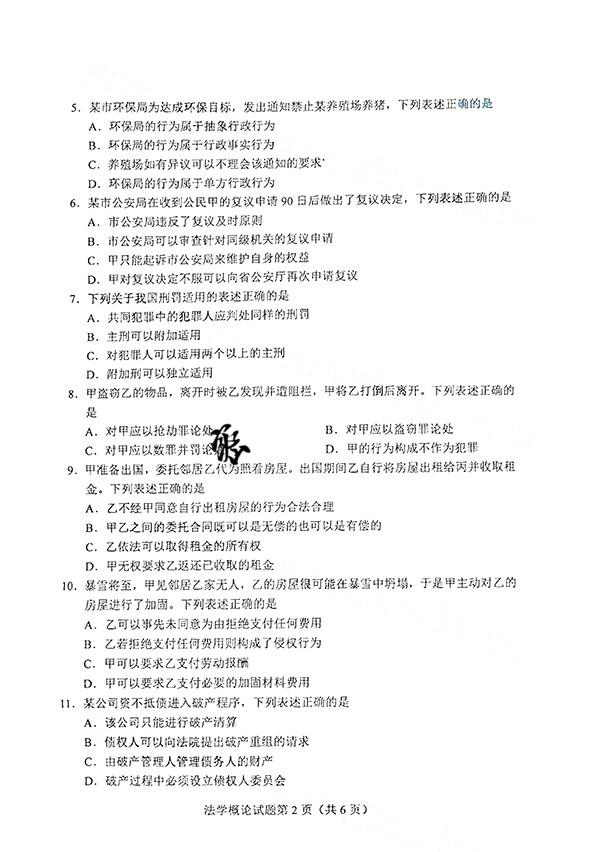 5．某市环保局为达成环保目标，发出通知禁止某养殖场养猪，下列表述正确的是
A．环保局的行为属于抽象行政行为
B．环保局的行为属于行政事实行为
C．养殖场如有异议可以不理会该通知的要求
D．环保局的行为属于单方行政行为
6．某市公安局在收到公民甲的复议申请 90 日后做出了复议决定，下列表述正确的是
A．市公安局违反了复议及时原则
B．市公安局可以审查针对同级机关的复议申请
C．甲只能起诉市公安局来维护自身的权益
D．甲对复议决定不服可以向省公安厅再次申请复议
7．下列关于我国刑罚适用的表述正确的是
A．共同犯罪中的犯罪人应判处同样的刑罚
B．主刑可以附加适用
C．对犯罪人可以适用两个以上的主刑
D．附加刑可以独立适用
8．甲盗窃乙的物品，离开时被乙发现并遭阻拦，甲将乙打倒后离开。下列表述正确的
是
A．对甲应以抢劫罪论处 B．对甲应以盗窃罪论处
C．对甲应以数罪并罚论处 D．甲的行为构成不作为犯罪
9．甲准备出国，委托邻居乙代为照看房屋。出国期间乙自行将房屋出租给丙并收取租
金。下列表述正确的是
A．乙不经甲同意自行出租房屋的行为合法合理
B．甲乙之间的委托合同既可以是无偿的也可以是有偿的
C．乙依法可以取得租金的所有权
D．甲无权要求乙返还已收取的租金
10．暴雪将至，甲见邻居乙家无人，乙的房屋很可能在暴雪中坍塌，于是甲主动对乙的
房屋进行了加固。下列表述正确的是
A．乙可以事先未同意为由拒绝支付任何费用
B．乙若拒绝支付任何费用则构成了侵权行为
C．甲可以要求乙支付劳动报酬
D．甲可以要求乙支付必要的加固材料费用
11．某公司资不抵债进入破产程序，下列表述正确的是
A．该公司只能进行破产清算
B．债权人可以向法院提出破产重组的请求
C．由破产管理人管理债务人的财产
D．破产过程中必须设立债权人委员会
法学概论试题第 2 页（共 6 页）